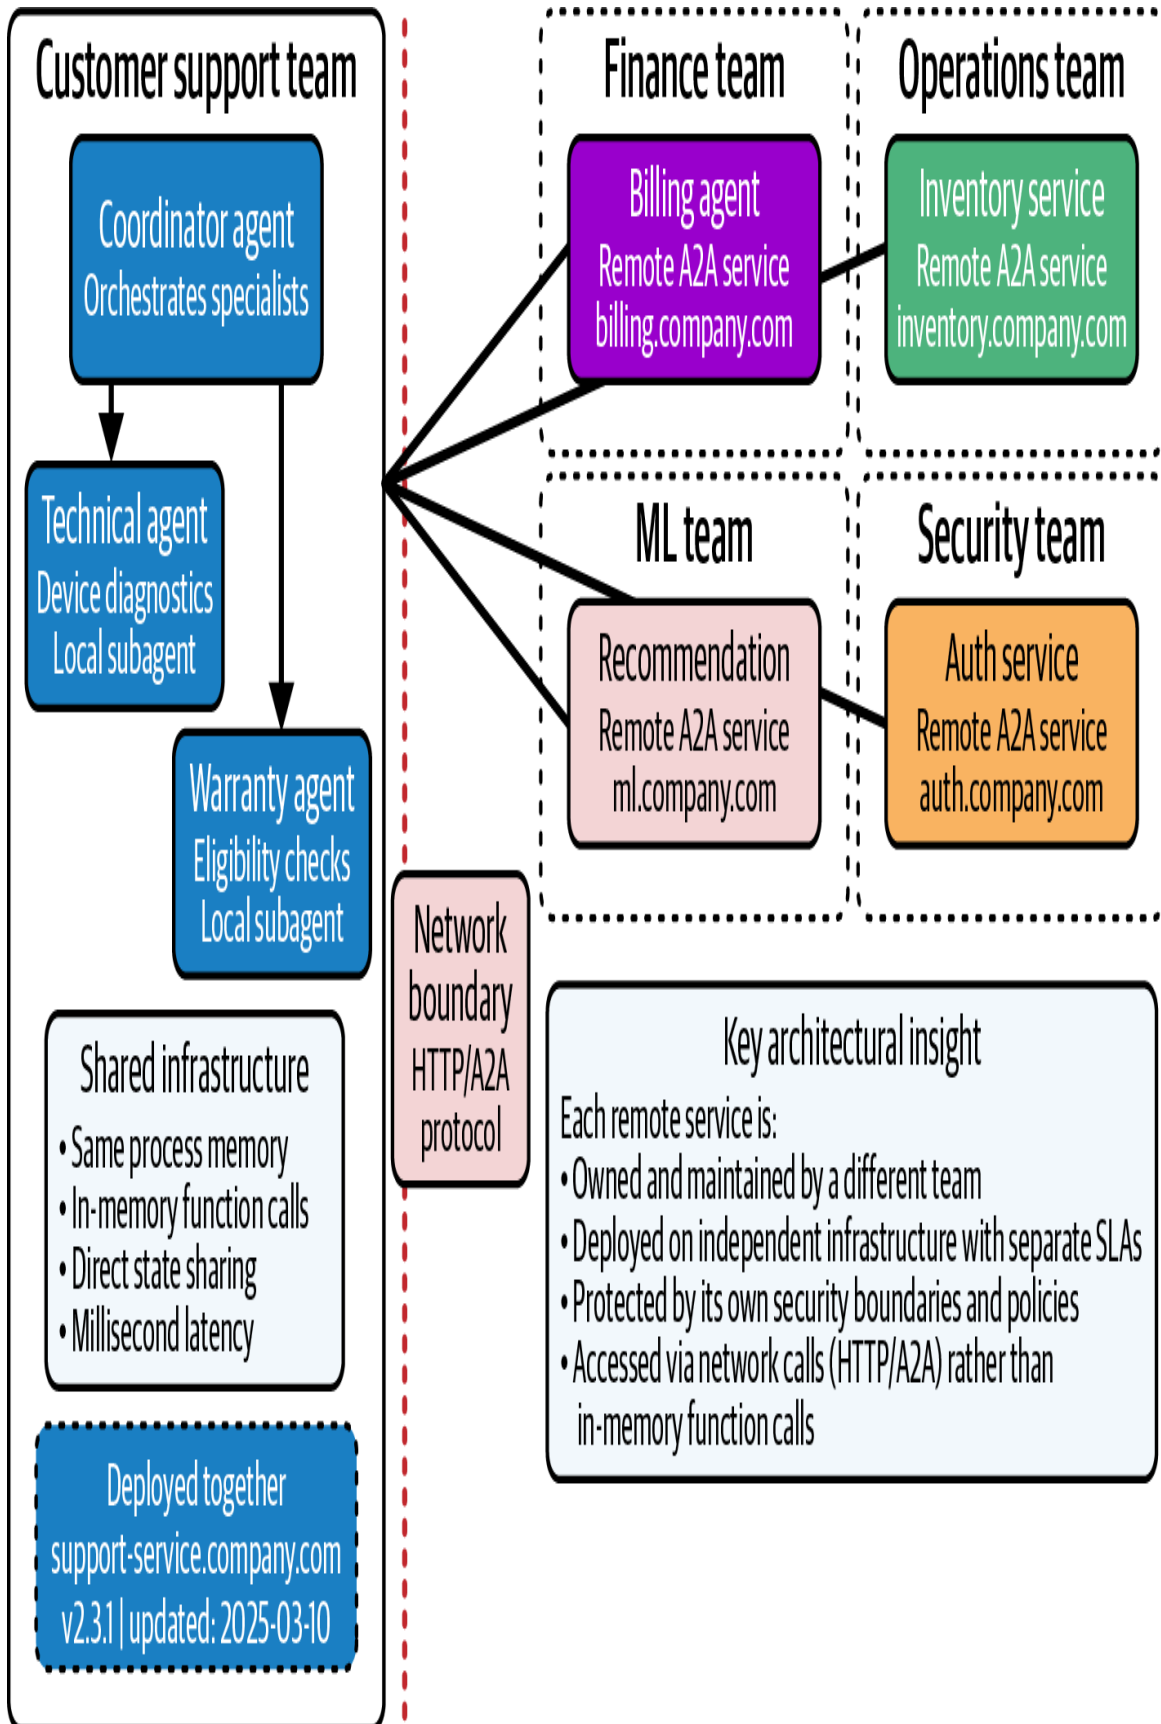 Customer support team
Coordinator agent
Orchestrates specialists
Technical agent
Device diagnostics
Local subagent
Warranty agent
Eligibility checks
Local subagent
Shared infrastructure
• Same process memory
• In-memory function calls
• Direct state sharing
• Millisecond latency
Deployed together
support-service.company.com
v2.3.1 | updated: 2025-03-10
Network
boundary
HTTP/A2A
protocol
Finance team
Billing agent
Remote A2A service
billing.company.com
Operations team
Inventory service
Remote A2A service
inventory.company.com
ML team
Recommendation
Remote A2A service
ml.company.com
Security team
Auth service
Remote A2A service
auth.company.com
Key architectural insight
Each remote service is:
• Owned and maintained by a different team
• Deployed on independent infrastructure with separate SLAs
• Protected by its own security boundaries and policies
• Accessed via network calls (HTTP/A2A) rather than
in-memory function calls